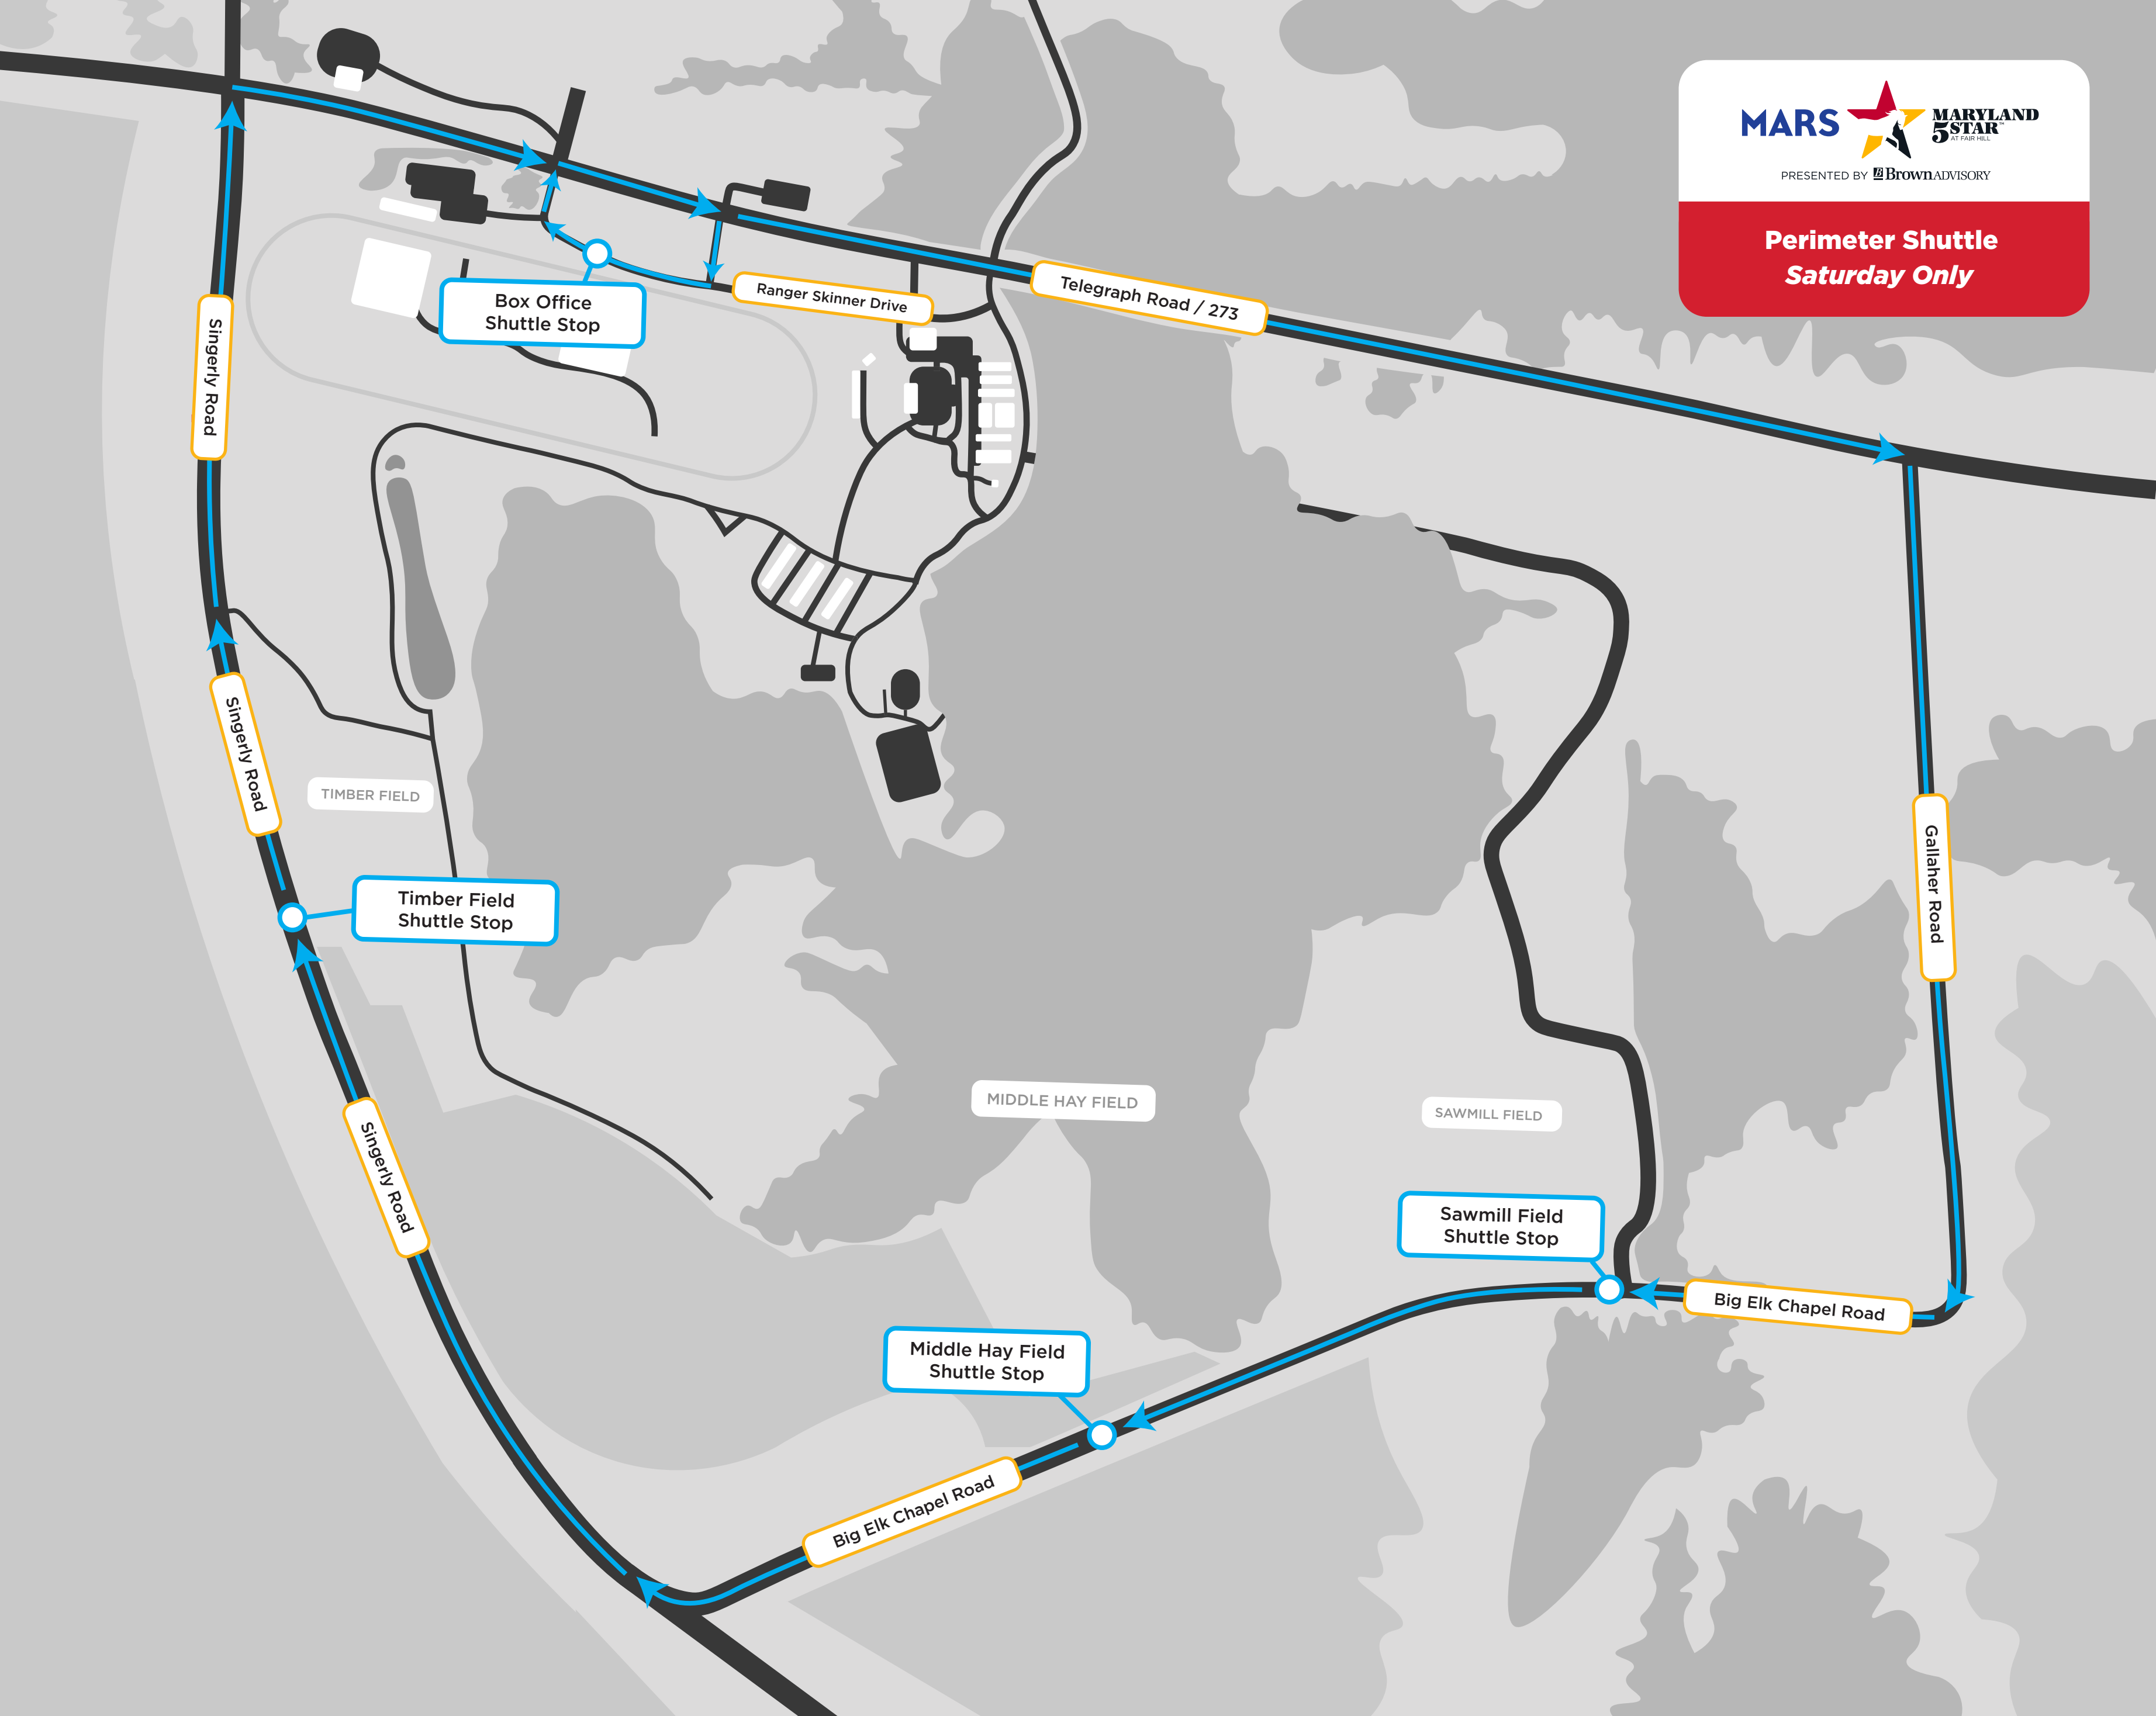 MARS
MARYLAND
5 STAR™
AT FAIR HILL
PRESENTED BY B Brown ADVISORY
Perimeter Shuttle
Saturday Only
Box Office
Shuttle Stop
Ranger Skinner Drive
Telegraph Road / 273
Singerly Road
Singerly Road
TIMBER FIELD
Timber Field
Shuttle Stop
Gallaher Road
MIDDLE HAY FIELD
SAWMILL FIELD
Singerly Road
Sawmill Field
Shuttle Stop
Big Elk Chapel Road
Middle Hay Field
Shuttle Stop
Big Elk Chapel Road